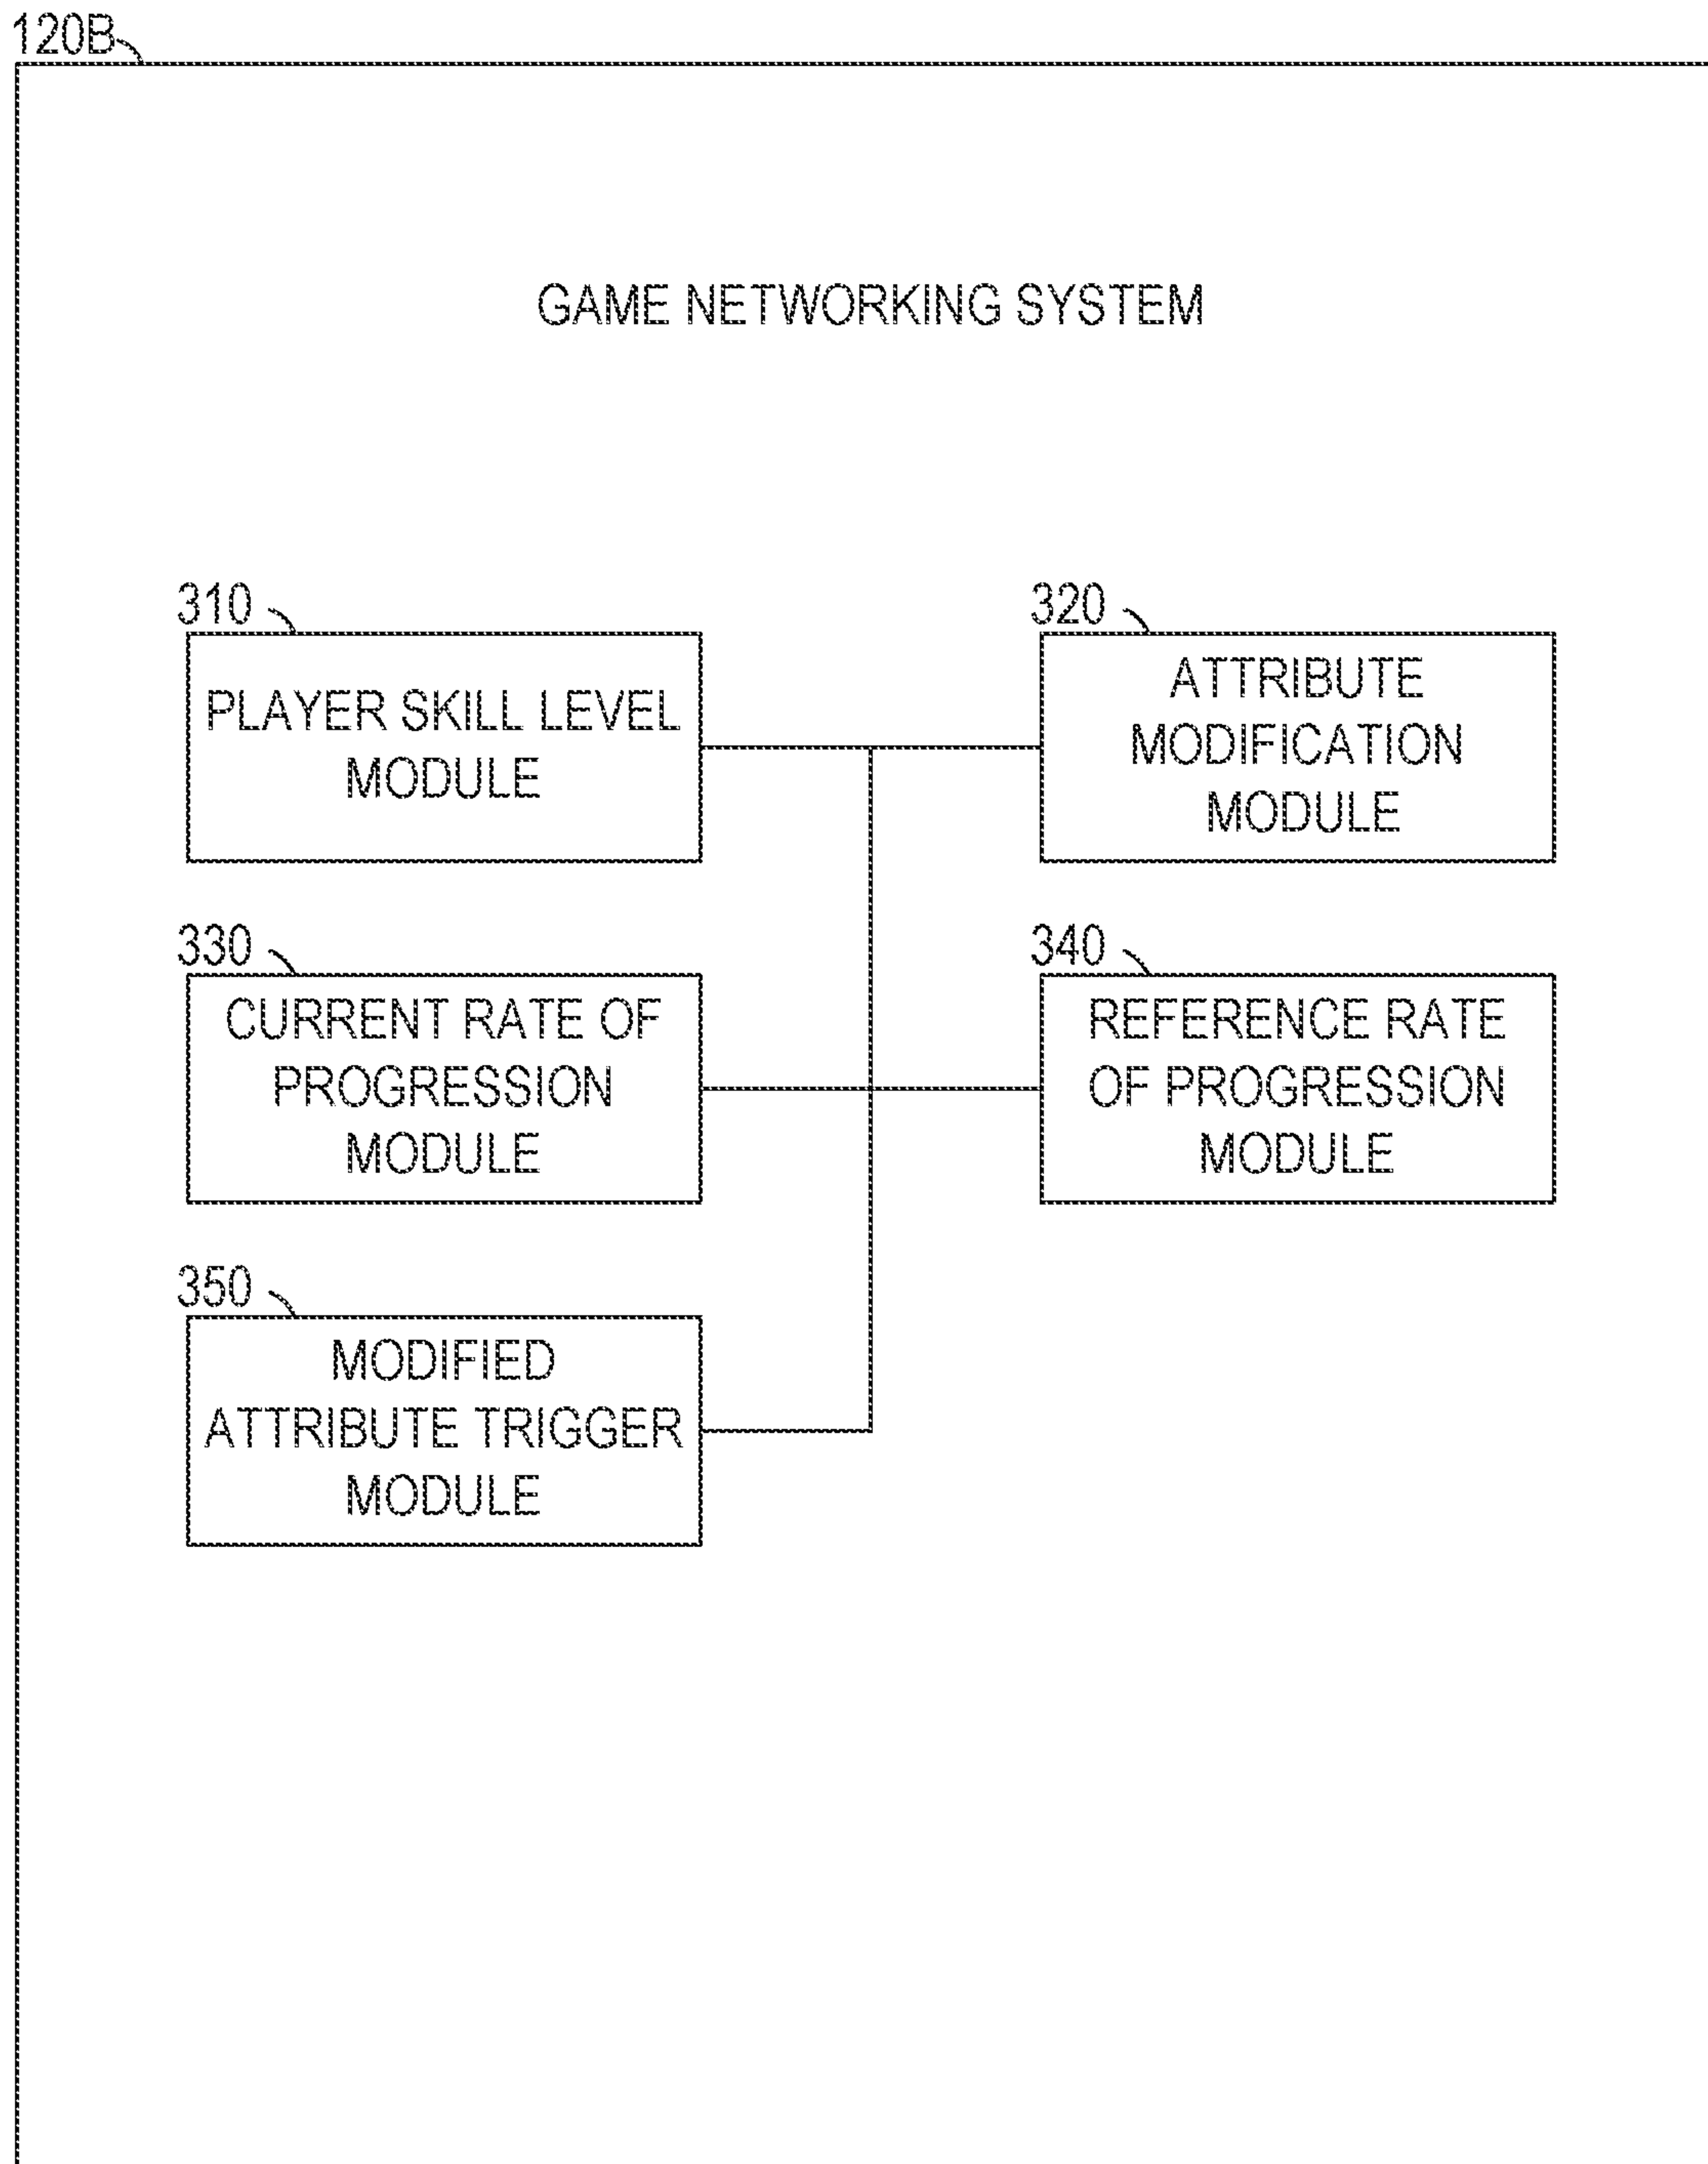 120B
GAME NETWORKING SYSTEM
310
PLAYER SKILL LEVEL
MODULE
320
ATTRIBUTE
MODIFICATION
MODULE
330
CURRENT RATE OF
PROGRESSION
MODULE
340
REFERENCE RATE
OF PROGRESSION
MODULE
350
MODIFIED
ATTRIBUTE TRIGGER
MODULE